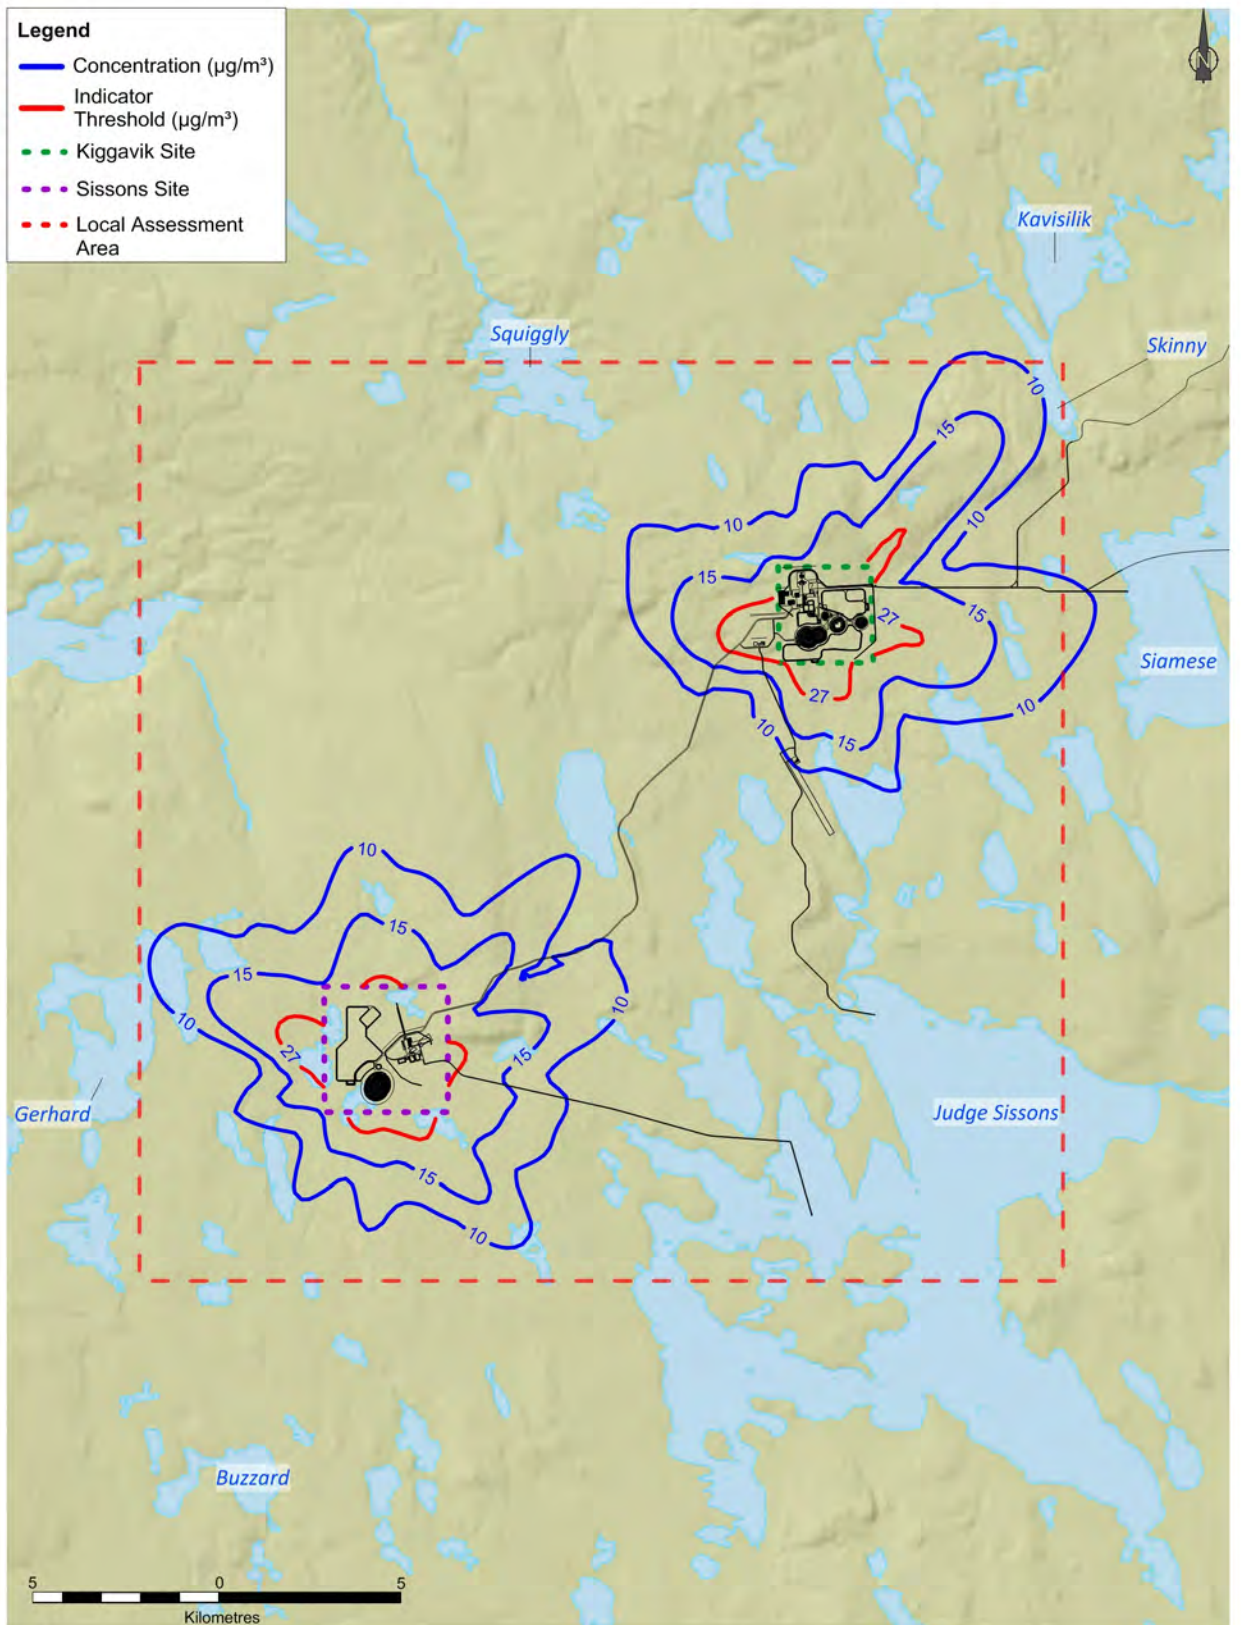 Legend
Concentration (µg/m³)
Indicator
Threshold (µg/m³)
Kiggavik Site
Sissons Site
Local Assessment
Area
N
Kavisilik
Squiggly
Skinny
10
15
10
10
15
15
27
Siamese
27
10
10
15
10
15
15
10
10
27
15
Gerhard
Judge Sissons
15
10
Buzzard
5 0 5
Kilometres